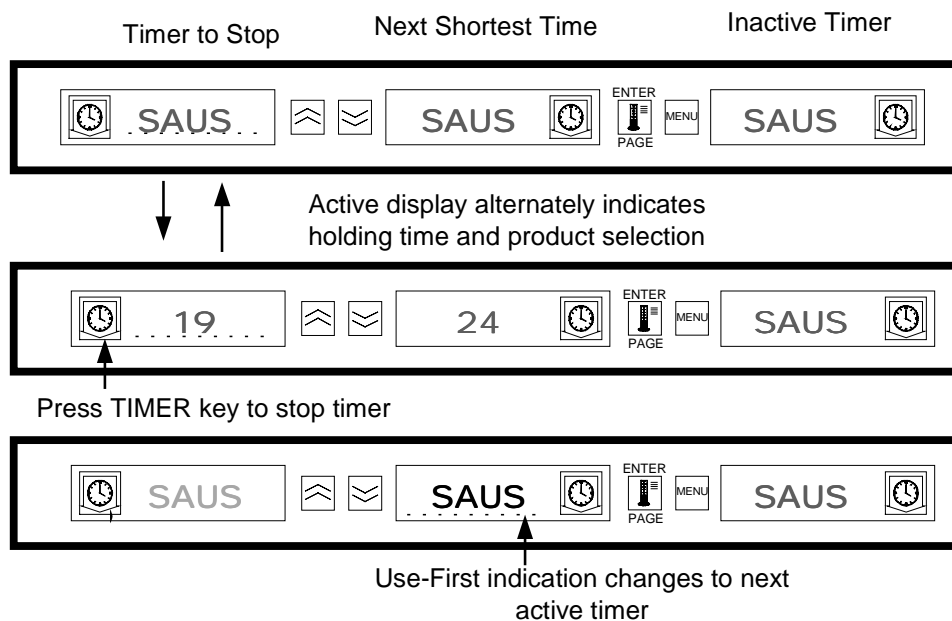 Timer to Stop
Next Shortest Time
Inactive Timer
SAUS
SAUS
ENTER
PAGE
MENU
SAUS
Active display alternately indicates
holding time and product selection
19
24
ENTER
PAGE
MENU
SAUS
Press TIMER key to stop timer
SAUS
SAUS
ENTER
PAGE
MENU
SAUS
Use-First indication changes to next
active timer